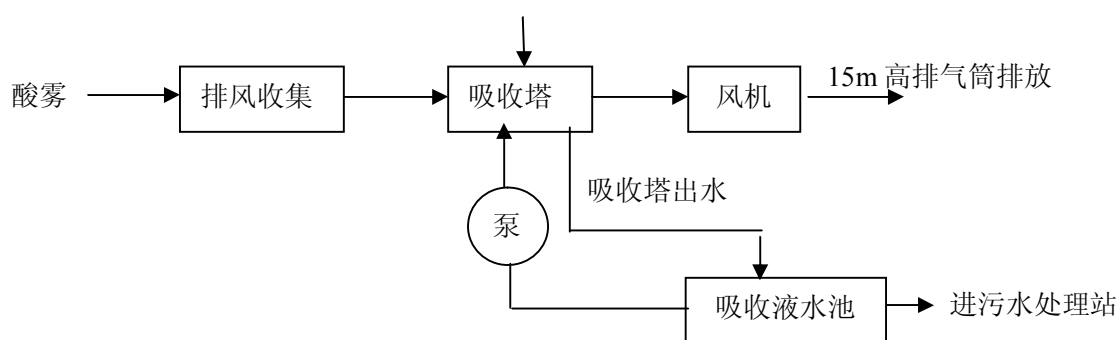 酸雾
排风收集
吸收塔
风机
15m 高排气筒排放
吸收塔出水
泵
吸收液水池
进污水处理站